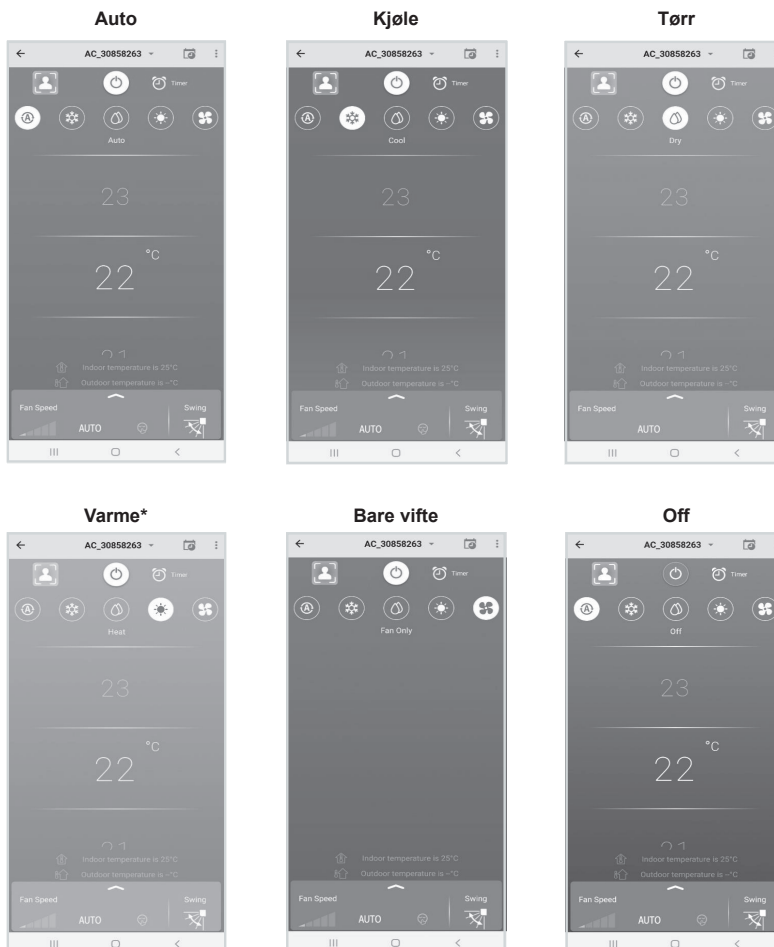 Auto
AC_30858263
Timer
Auto
23
22 °C
21
Indoor temperature is 25°C
Outdoor temperature is --°C
Fan Speed
Swing
AUTO
Kjøle
AC_30858263
Timer
Cool
23
22 °C
21
Indoor temperature is 25°C
Outdoor temperature is --°C
Fan Speed
Swing
AUTO
Tørr
AC_30858263
Timer
Dry
23
22 °C
21
Indoor temperature is 25°C
Outdoor temperature is --°C
Fan Speed
Swing
AUTO
Varme*
AC_30858263
Timer
Heat
23
22 °C
21
Indoor temperature is 25°C
Outdoor temperature is --°C
Fan Speed
Swing
AUTO
Bare vifte
AC_30858263
Timer
Fan Only
Indoor temperature is 25°C
Outdoor temperature is --°C
Fan Speed
Swing
AUTO
Off
AC_30858263
Timer
Off
23
22 °C
21
Indoor temperature is 25°C
Outdoor temperature is --°C
Fan Speed
Swing
AUTO